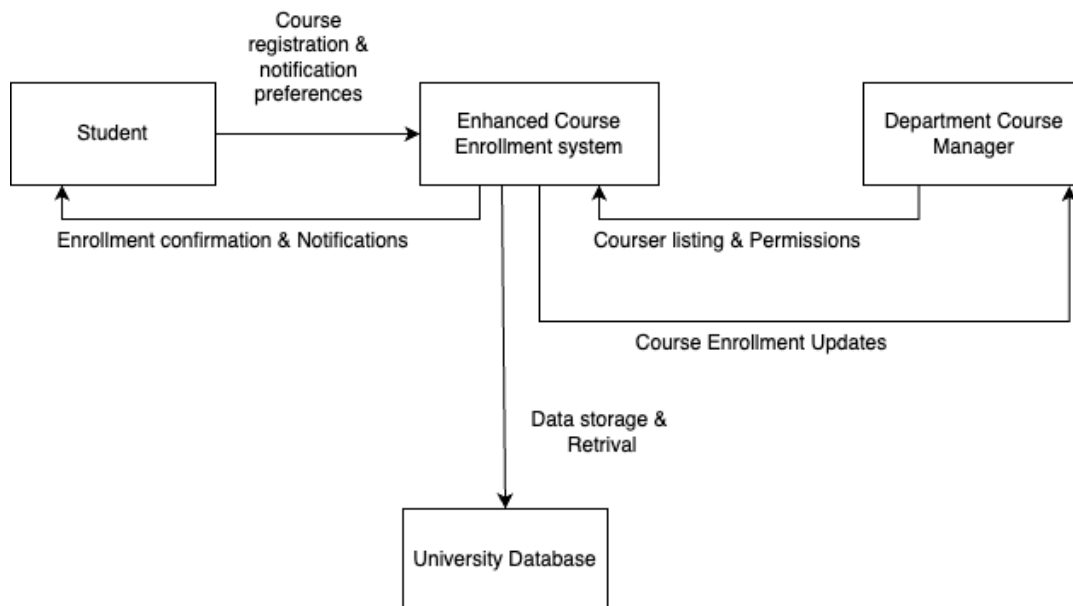 Course
registration &
notification
preferences
Student
Enhanced Course
Enrollment system
Department Course
Manager
Enrollment confirmation & Notifications
Courser listing & Permissions
Course Enrollment Updates
Data storage &
Retrival
University Database